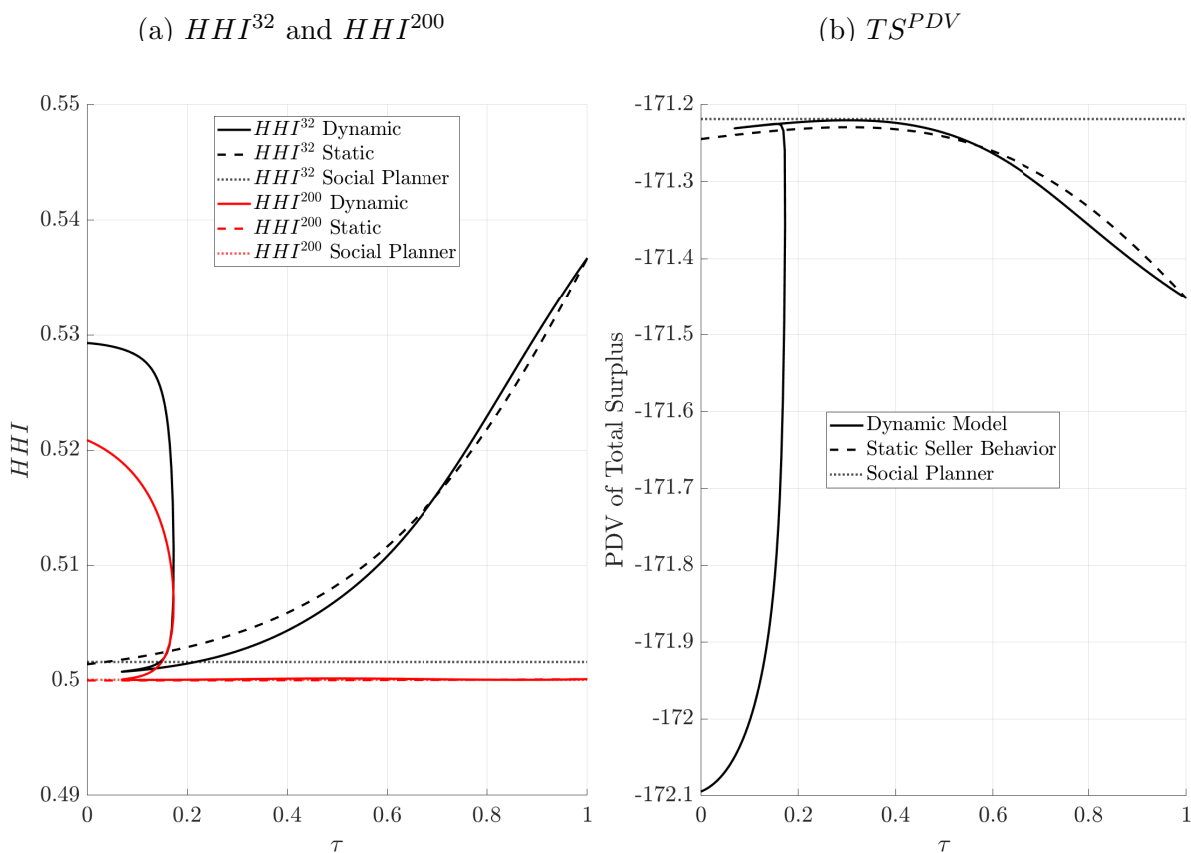 (a) HHI^32 and HHI^200
0.55
0.54
0.53
0.52
0.51
0.5
0.49
HHI
HHI^32 Dynamic
HHI^32 Static
HHI^32 Social Planner
HHI^200 Dynamic
HHI^200 Static
HHI^200 Social Planner
0 0.2 0.4 0.6 0.8 1
τ
(b) TS^PDV
-171.2
-171.3
-171.4
-171.5
-171.6
-171.7
-171.8
-171.9
-172
-172.1
PDV of Total Surplus
Dynamic Model
Static Seller Behavior
Social Planner
0 0.2 0.4 0.6 0.8 1
τ